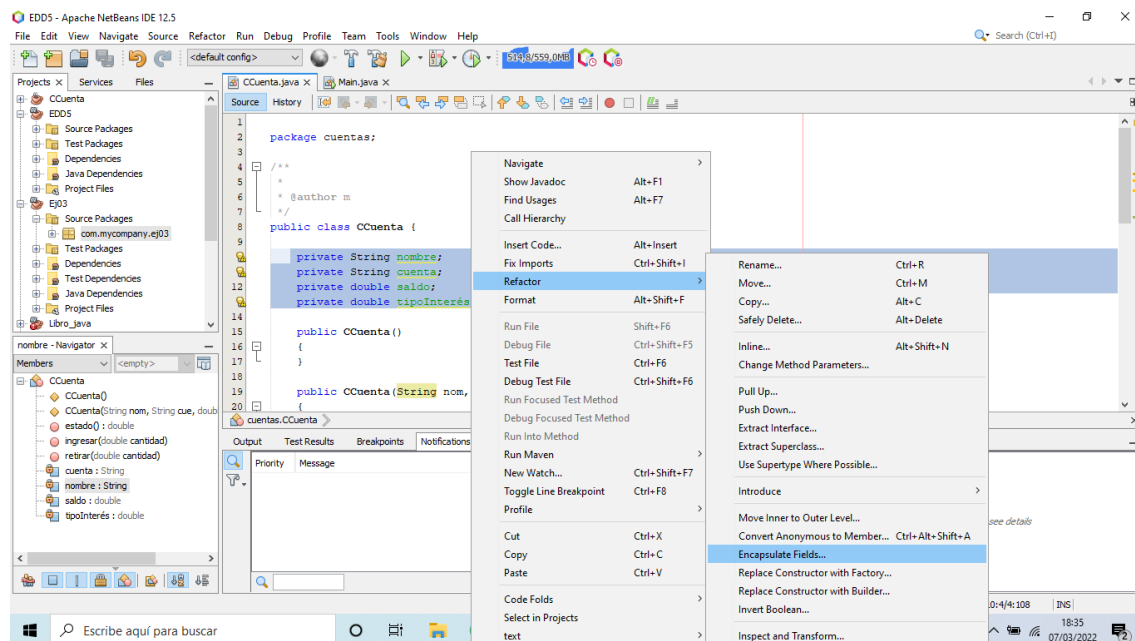 EDD5 - Apache NetBeans IDE 12.5
File Edit View Navigate Source Refactor Run Debug Profile Team Tools Window Help
Search (Ctrl+I)
<default config>
514,8/559,0MB
Projects Services Files
CCuenta.java Main.java
Source History
CCuenta
EDD5
Source Packages
Test Packages
Dependencies
Java Dependencies
Project Files
Ej03
Source Packages
com.mycompany.ej03
Test Packages
Dependencies
Test Dependencies
Java Dependencies
Project Files
Libro_java
nombre - Navigator
Members <empty>
CCuenta
CCuenta()
CCuenta(String nom, String cue, doub
estado() : double
ingresar(double cantidad)
retirar(double cantidad)
cuenta : String
nombre : String
saldo : double
tipoInterés : double
1
2 package cuentas;
3
4 /**
5 *
6 * @author m
7 */
8 public class CCuenta {
9
private String nombre;
private String cuenta;
12 private double saldo;
private double tipoInterés
14
15 public CCuenta()
16 {
17 }
18
19 public CCuenta(String nom,
20 {
cuentas.CCuenta
Output Test Results Breakpoints Notifications
Priority Message
Navigate
Show Javadoc Alt+F1
Find Usages Alt+F7
Call Hierarchy
Insert Code... Alt+Insert
Fix Imports Ctrl+Shift+I
Refactor
Format Alt+Shift+F
Run File Shift+F6
Debug File Ctrl+Shift+F5
Test File Ctrl+F6
Debug Test File Ctrl+Shift+F6
Run Focused Test Method
Debug Focused Test Method
Run Into Method
Run Maven
New Watch... Ctrl+Shift+F7
Toggle Line Breakpoint Ctrl+F8
Profile
Cut Ctrl+X
Copy Ctrl+C
Paste Ctrl+V
Code Folds
Select in Projects
text
Rename... Ctrl+R
Move... Ctrl+M
Copy... Alt+C
Safely Delete... Alt+Delete
Inline... Alt+Shift+N
Change Method Parameters...
Pull Up...
Push Down...
Extract Interface...
Extract Superclass...
Use Supertype Where Possible...
Introduce
Move Inner to Outer Level...
Convert Anonymous to Member... Ctrl+Alt+Shift+A
Encapsulate Fields...
Replace Constructor with Factory...
Replace Constructor with Builder...
Invert Boolean...
Inspect and Transform...
see details
0:4/4:108 INS
Escribe aquí para buscar
18:35
07/03/2022
2